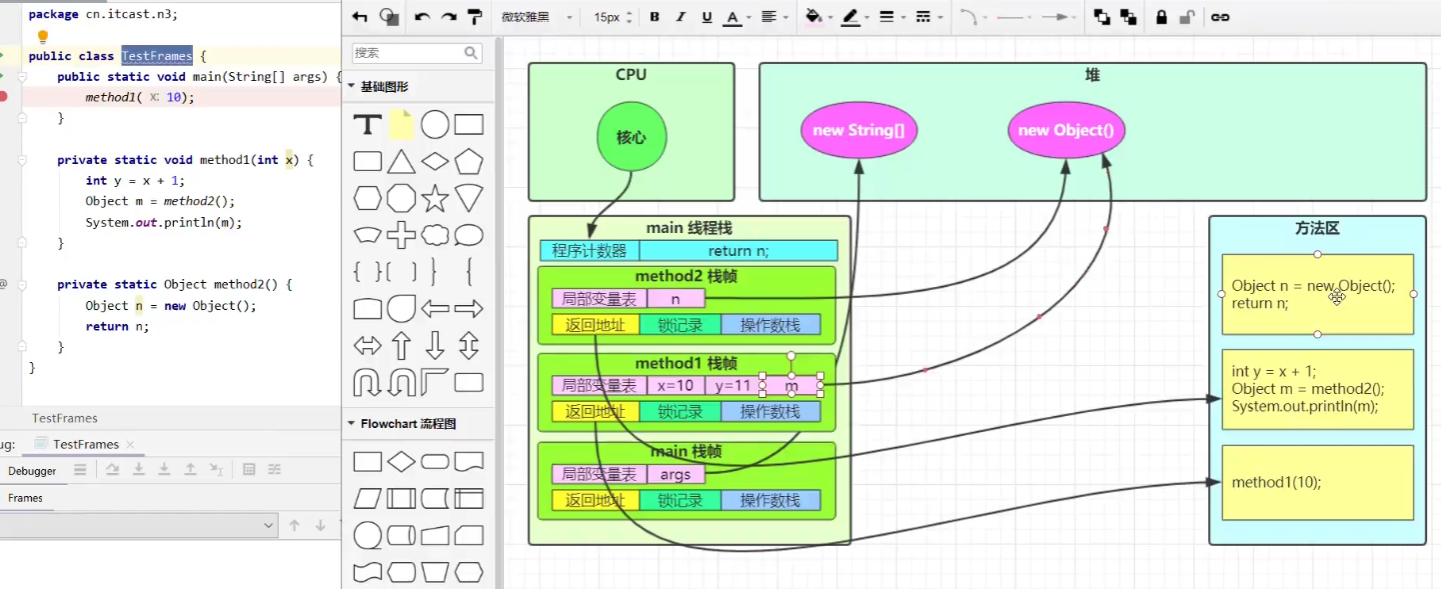 package cn.itcast.n3;
public class TestFrames {
public static void main(String[] args) {
method1( x: 10);
}
private static void method1(int x) {
int y = x + 1;
Object m = method2();
System.out.println(m);
}
private static Object method2() {
Object n = new Object();
return n;
}
}
TestFrames
ug:
TestFrames
Debugger
Frames
微软雅黑
15px
B I U A
搜索
基础图形
T
Flowchart 流程图
CPU
核心
堆
new String[]
new Object()
main 线程栈
程序计数器
return n;
method2 栈帧
局部变量表
n
返回地址
锁记录
操作数栈
method1 栈帧
局部变量表
x=10
y=11
m
返回地址
锁记录
操作数栈
main 栈帧
局部变量表
args
返回地址
锁记录
操作数栈
方法区
Object n = new Object();
return n;
int y = x + 1;
Object m = method2();
System.out.println(m);
method1(10);